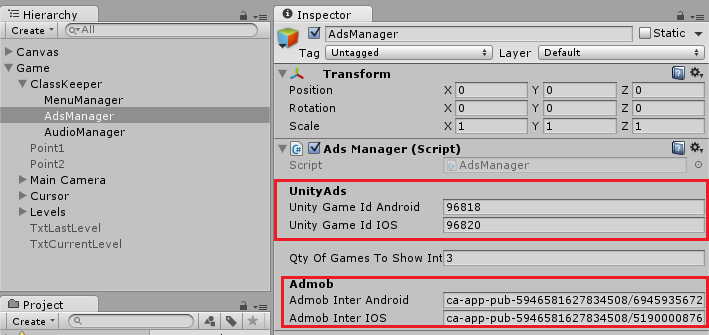 Hierarchy
Create
All
Canvas
Game
ClassKeeper
MenuManager
AdsManager
AudioManager
Point1
Point2
Main Camera
Cursor
Levels
TxtLastLevel
TxtCurrentLevel
Project
Create
Inspector
AdsManager
Static
Tag Untagged Layer Default
Transform
Position X 0 Y 0 Z 0
Rotation X 0 Y 0 Z 0
Scale X 1 Y 1 Z 1
Ads Manager (Script)
Script AdsManager
UnityAds
Unity Game Id Android 96818
Unity Game Id IOS 96820
Qty Of Games To Show Int 3
Admob
Admob Inter Android ca-app-pub-5946581627834508/6945935672
Admob Inter IOS ca-app-pub-5946581627834508/5190000876